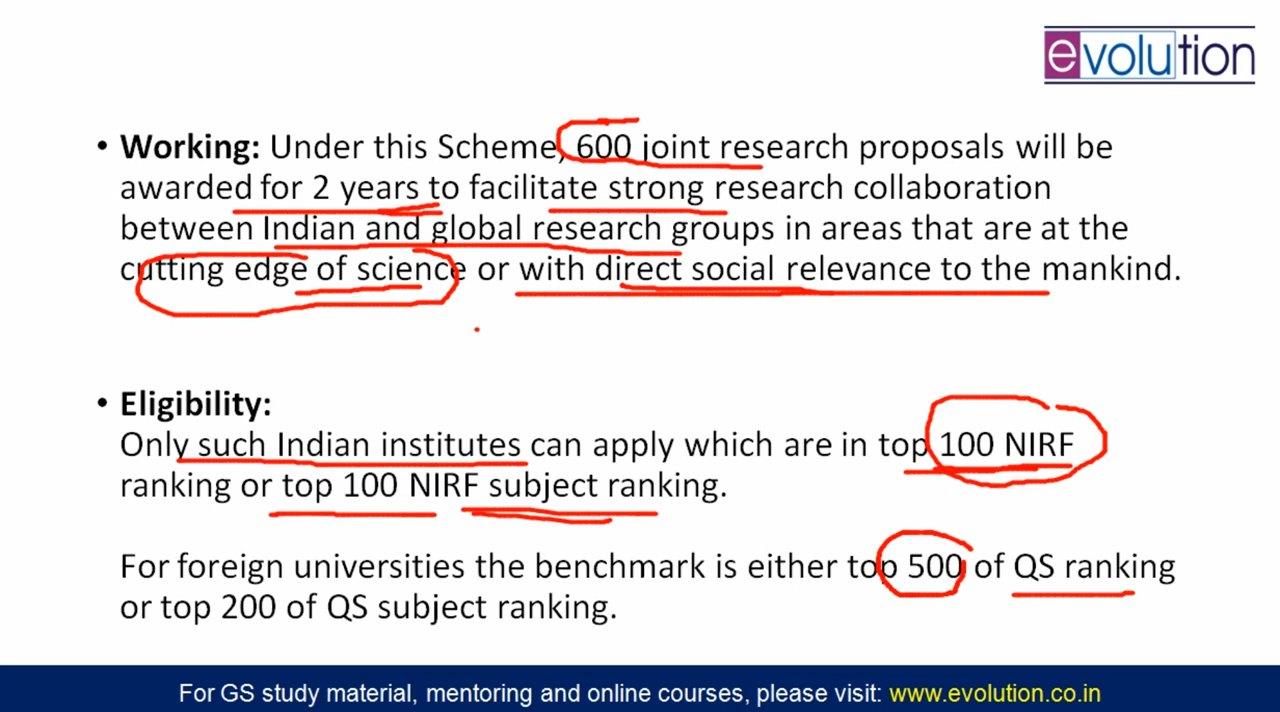 evolution
• Working: Under this Scheme, 600 joint research proposals will be
awarded for 2 years to facilitate strong research collaboration
between Indian and global research groups in areas that are at the
cutting edge of science or with direct social relevance to the mankind.
• Eligibility:
Only such Indian institutes can apply which are in top 100 NIRF
ranking or top 100 NIRF subject ranking.
For foreign universities the benchmark is either top 500 of QS ranking
or top 200 of QS subject ranking.
For GS study material, mentoring and online courses, please visit: www.evolution.co.in